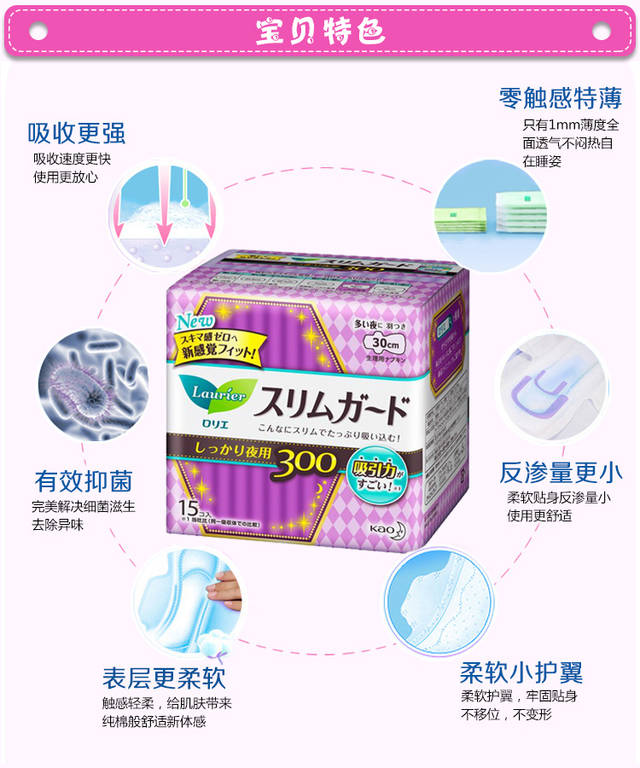 宝贝特色
零触感特薄
只有1mm薄度全
面透气不闷热自
在睡姿
吸收更强
吸收速度更快
使用更放心
New
スキマ感ゼロへ
新感覚フィット!
多い夜に 羽つき
30cm
生理用ナプキン
Laurier
ロリエ
スリムガード
こんなにスリムでたっぷり吸い込む!
しっかり夜用
300
吸引力が
すごい!
15コ入
Kao
300
有效抑菌
完美解决细菌滋生
去除异味
反渗量更小
柔软贴身反渗量小
使用更舒适
表层更柔软
触感轻柔,给肌肤带来
纯棉般舒适新体感
柔软小护翼
柔软护翼,牢固贴身
不移位,不变形